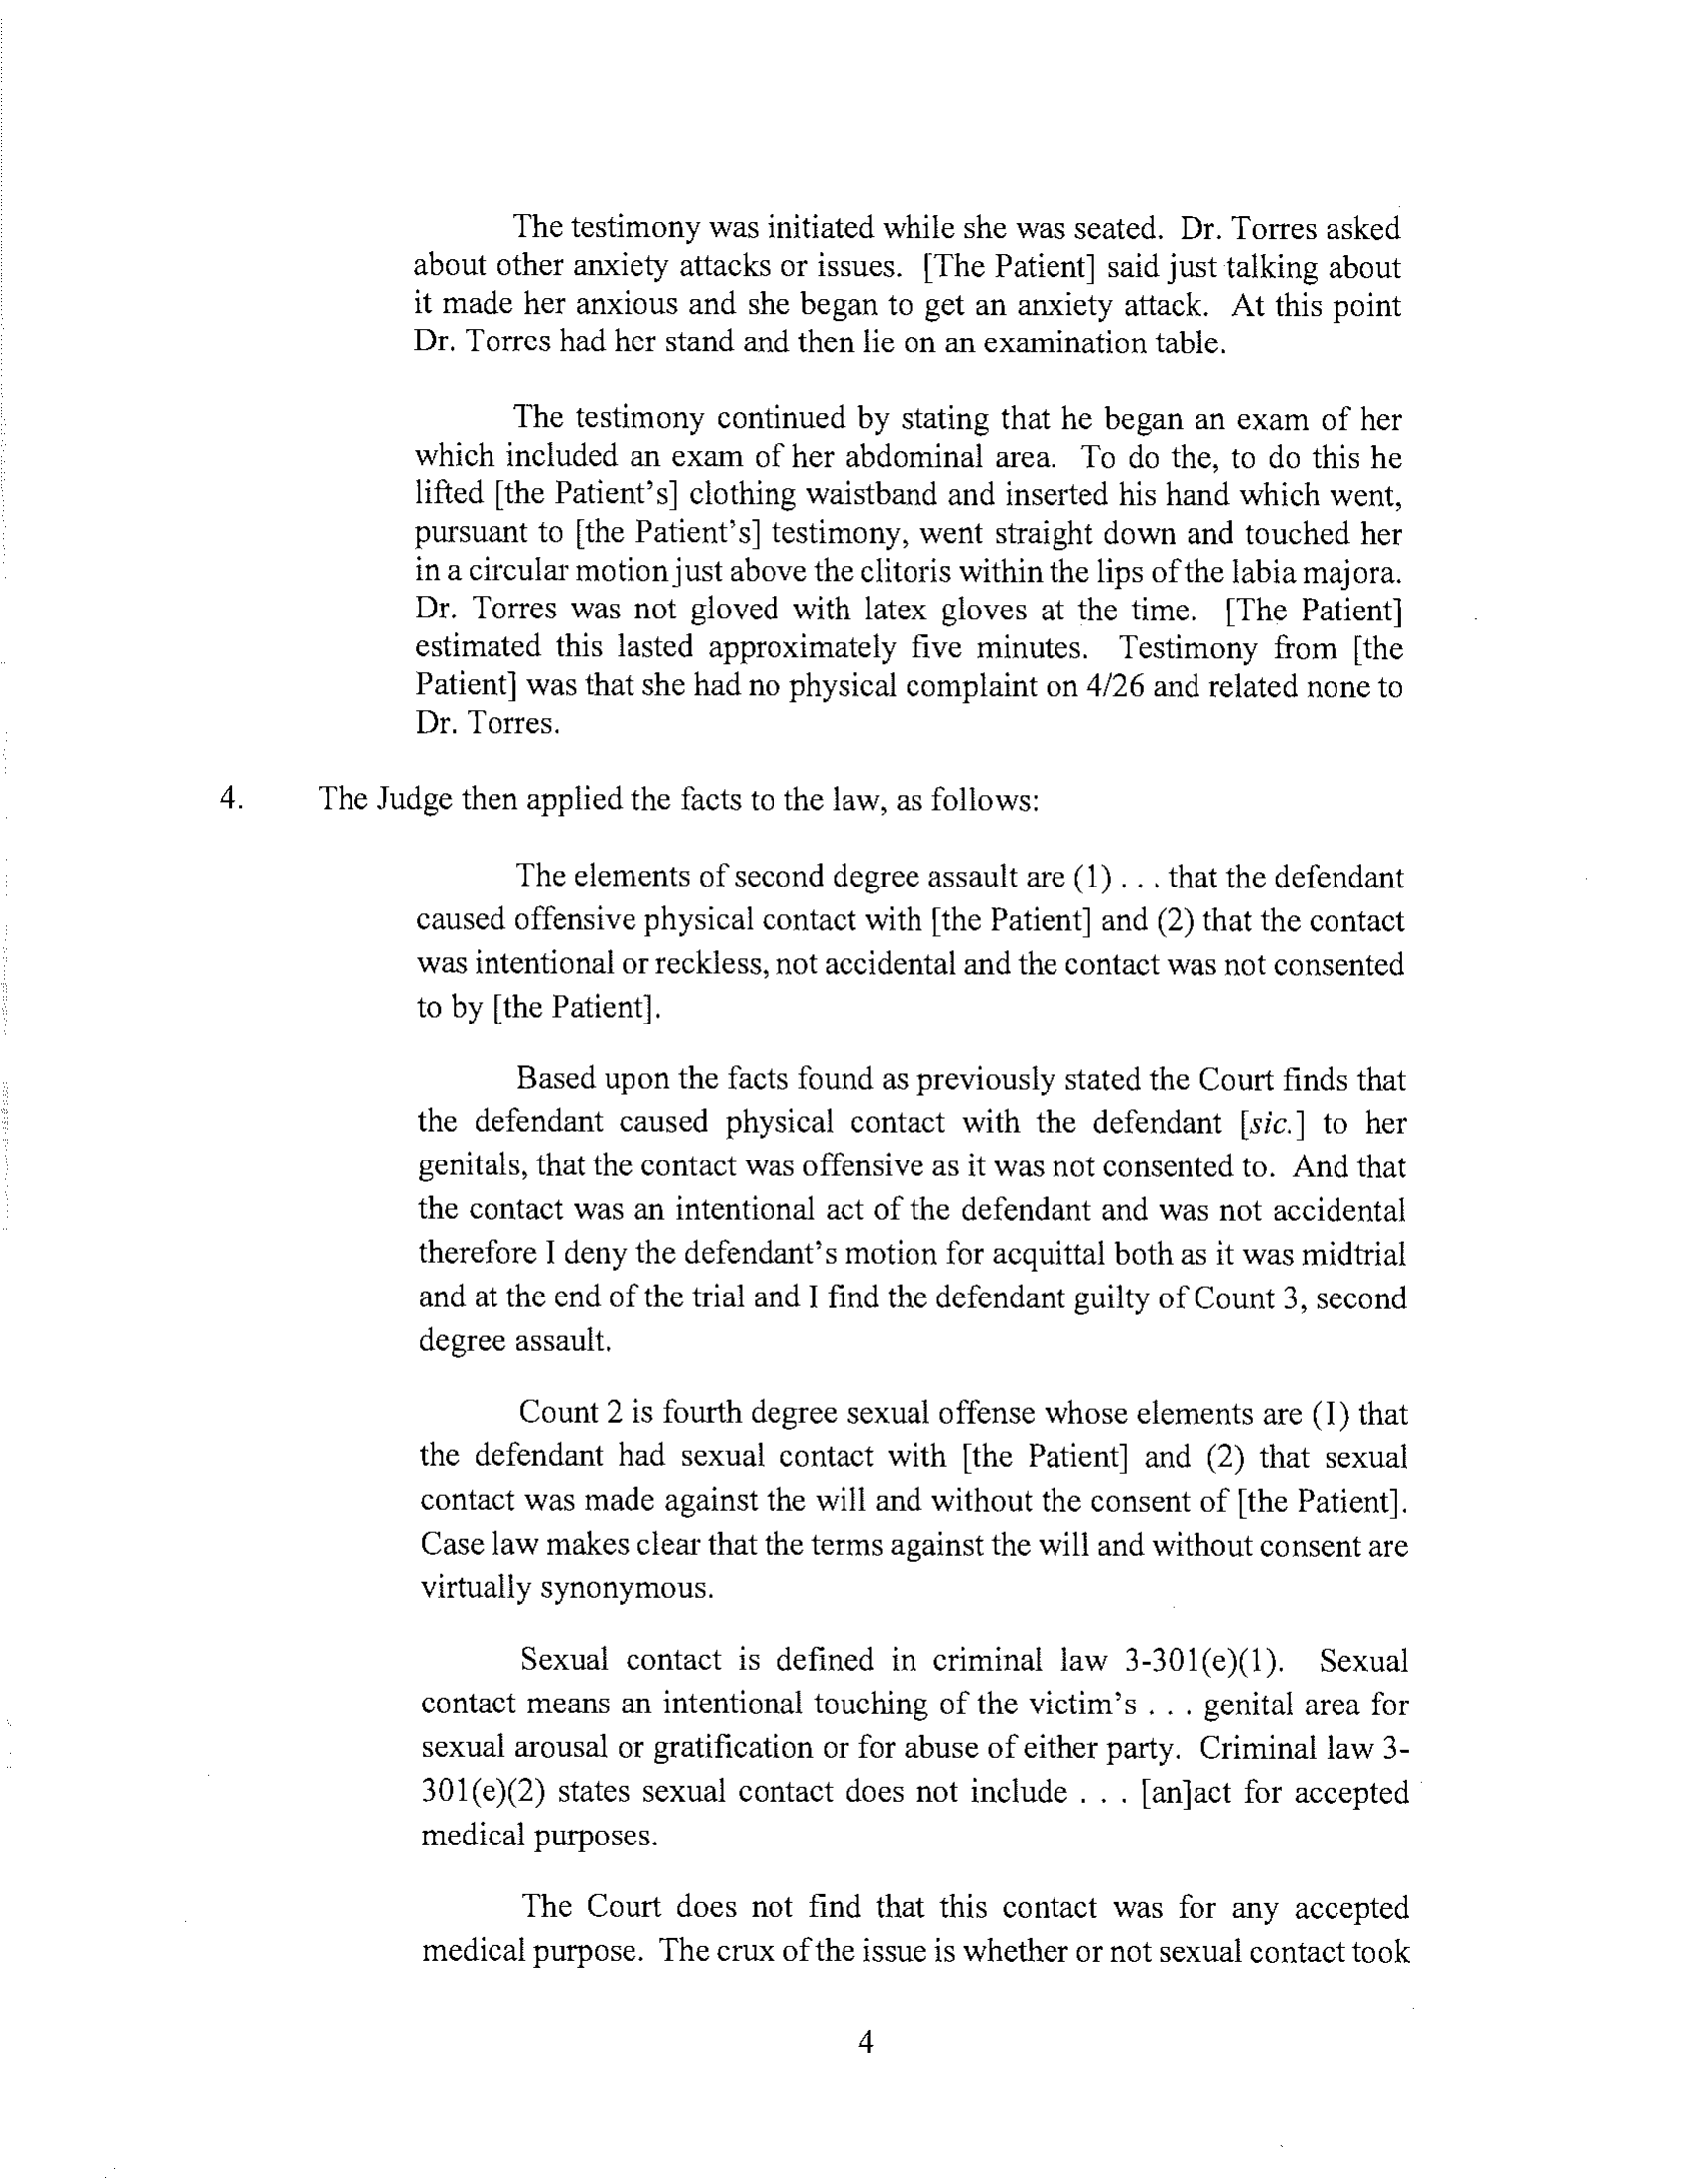 The testimony was initiated while she was seated. Dr. Torres asked
about other anxiety attacks or issues. [The Patient] said just talking about
it made her anxious and she began to get an anxiety attack. At this point
Dr. Torres had her stand and then lie on an examination table.
The testimony continued by stating that he began an exam of her
which included an exam of her abdominal area. To do the, to do this he
lifted [the Patient's] clothing waistband and inserted his hand which went,
pursuant to [the Patient's] testimony, went straight down and touched her
in a circular motion just above the clitoris within the lips of the labia majora.
Dr. Torres was not gloved with latex gloves at the time. [The Patient]
estimated this lasted approximately five minutes. Testimony from [the
Patient] was that she had no physical complaint on 4/26 and related none to
Dr. Torres.
4. The Judge then applied the facts to the law, as follows:
The elements of second degree assault are (1) . . . that the defendant
caused offensive physical contact with [the Patient] and (2) that the contact
was intentional or reckless, not accidental and the contact was not consented
to by [the Patient].
Based upon the facts found as previously stated the Court finds that
the defendant caused physical contact with the defendant [sic.] to her
genitals, that the contact was offensive as it was not consented to. And that
the contact was an intentional act of the defendant and was not accidental
therefore I deny the defendant's motion for acquittal both as it was midtrial
and at the end of the trial and I find the defendant guilty of Count 3, second
degree assault.
Count 2 is fourth degree sexual offense whose elements are (I) that
the defendant had sexual contact with [the Patient] and (2) that sexual
contact was made against the will and without the consent of [the Patient].
Case law makes clear that the terms against the will and without consent are
virtually synonymous.
Sexual contact is defined in criminal law 3-301(e)(1). Sexual
contact means an intentional touching of the victim's . . . genital area for
sexual arousal or gratification or for abuse of either party. Criminal law 3-
301(e)(2) states sexual contact does not include . . . [an]act for accepted
medical purposes.
The Court does not find that this contact was for any accepted
medical purpose. The crux of the issue is whether or not sexual contact took
4